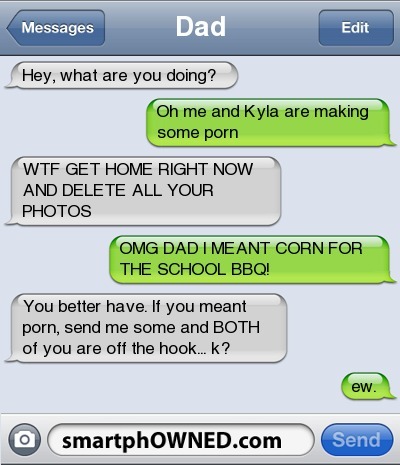 Messages
Dad
Edit
Hey, what are you doing?
Oh me and Kyla are making
some porn
WTF GET HOME RIGHT NOW
AND DELETE ALL YOUR
PHOTOS
OMG DAD I MEANT CORN FOR
THE SCHOOL BBQ!
You better have. If you meant
porn, send me some and BOTH
of you are off the hook... k?
ew.
smartphOWNED.com
Send